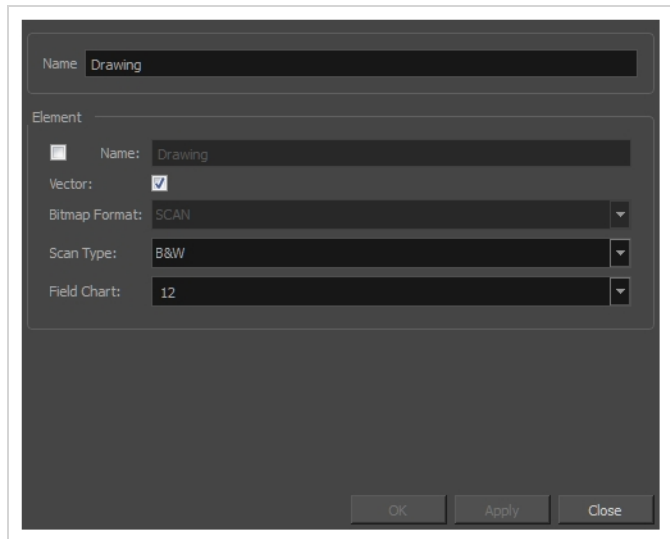 Name Drawing
Element
Name: Drawing
Vector:
Bitmap Format: SCAN
Scan Type: B&W
Field Chart: 12
OK Apply Close